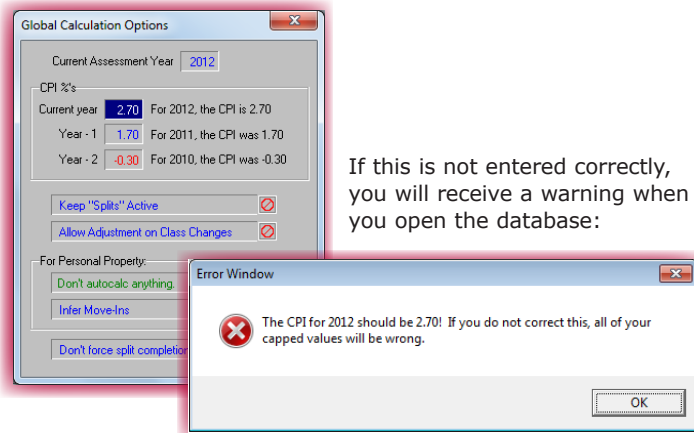 Global Calculation Options
Current Assessment Year 2012
CPI %'s
Current year 2.70 For 2012, the CPI is 2.70
Year - 1 1.70 For 2011, the CPI was 1.70
Year - 2 -0.30 For 2010, the CPI was -0.30
Keep "Splits" Active
Allow Adjustment on Class Changes
For Personal Property:
Don't autocalc anything.
Infer Move-Ins
Don't force split completion
If this is not entered correctly,
you will receive a warning when
you open the database:
Error Window
The CPI for 2012 should be 2.70! If you do not correct this, all of your
capped values will be wrong.
OK